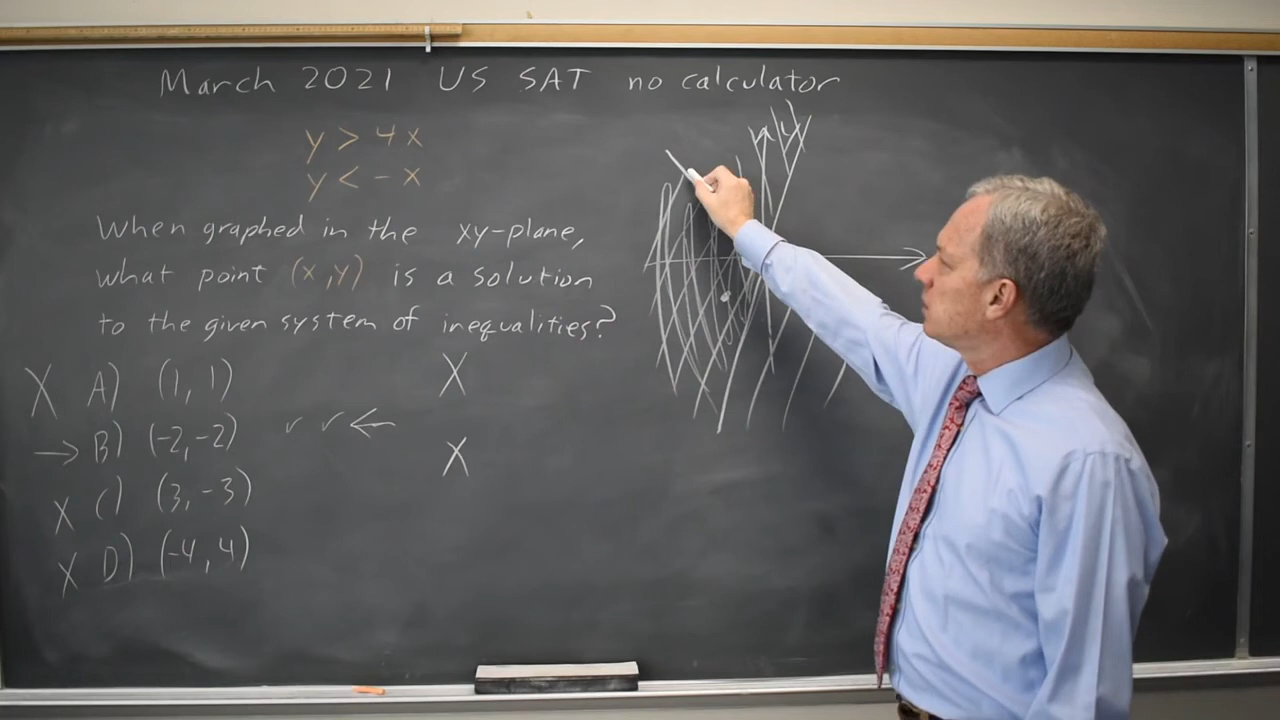 March 2021 US SAT no calculator
y > 4x
y < -x
When graphed in the xy-plane,
what point (x,y) is a solution
to the given system of inequalities?
X A) (1, 1) X
→ B) (-2,-2) ✓ ✓ ←
X
X C) (3, -3)
X D) (-4, 4)